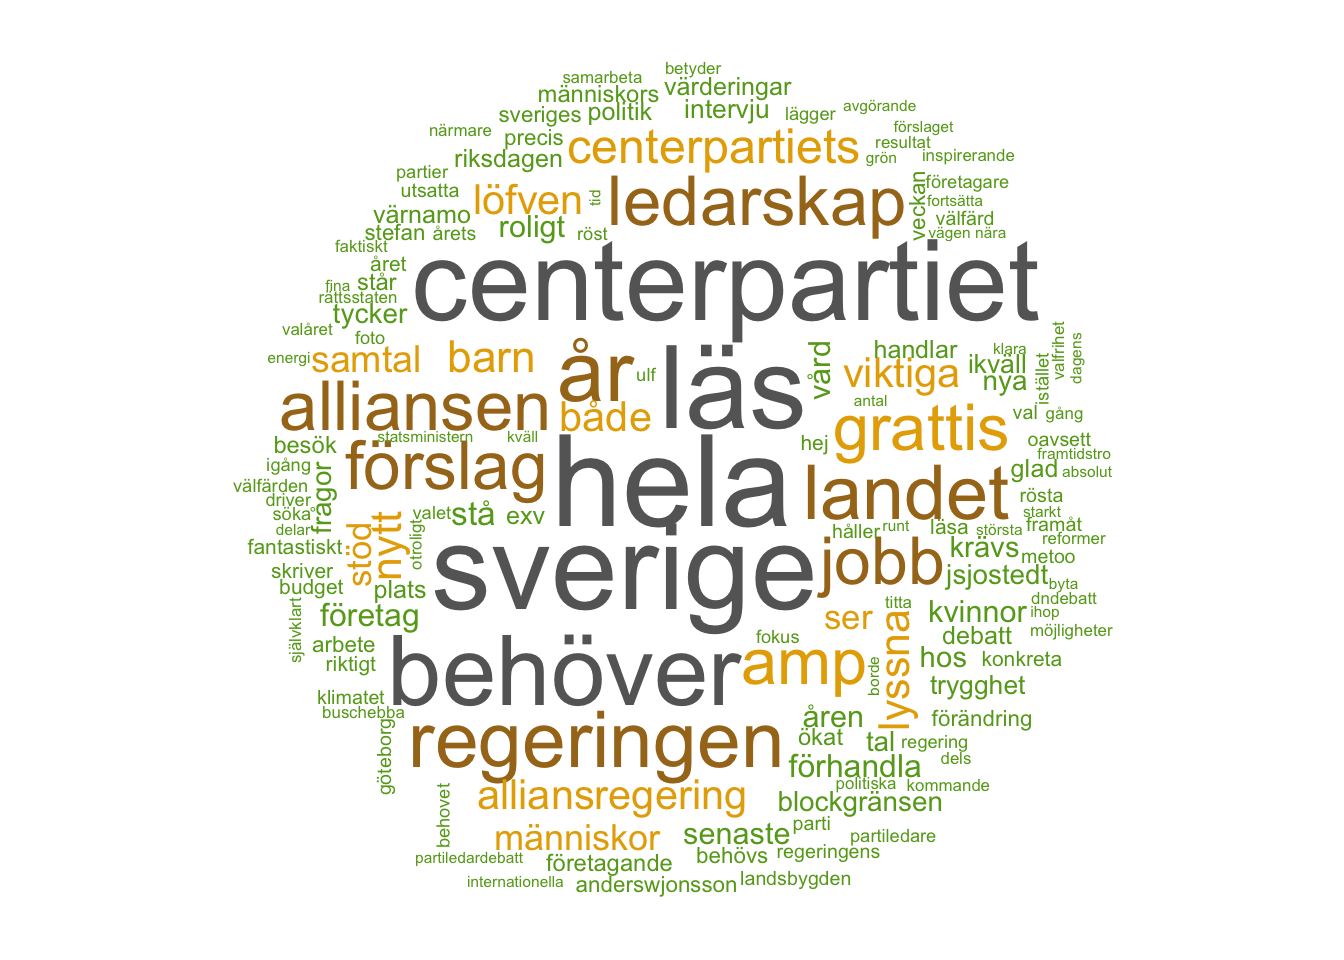 betyder
samarbeta
värderingar
människors
avgörande
sveriges politik intervju lägger
förslaget
närmare
precis centerpartiets resultat
riksdagen grön inspirerande
partier
utsatta löfven tid ledarskap veckan företagare
fortsätta
värnamo roligt välfärd
stefan årets röst vägen nära
faktiskt
året centerpartiet
fina står
rättsstaten
tycker
valåret foto
energi samtal barn år ulf läs vård handlar klara valfrihet dagens
viktiga ikväll istället
nya
alliansen både antal grattis val gång
statsministern kväll
besök hej oavsett
framtidstro
igång förslag hela glad absolut
välfärden frågor landet rösta
driver
söka valet stå exv starkt
delar håller runt läsa största framåt
reformer
fantastiskt stöd nytt otroligt sverige jobb krävs metoo
skriver jsjostedt byta
budget plats
dndebatt
självklart företag ser titta lyssna kvinnor ihop
arbete fokus debatt möjligheter
riktigt behöver amp borde hos konkreta
trygghet
klimatet
buschebba åren förändring
göteborg regeringen ökat tal regering
dels
förhandla
politiska kommande
alliansregering blockgränsen
behovet människor senaste parti partiledare
partiledardebatt företagande behövs regeringens
internationella anderswjonsson landsbygden